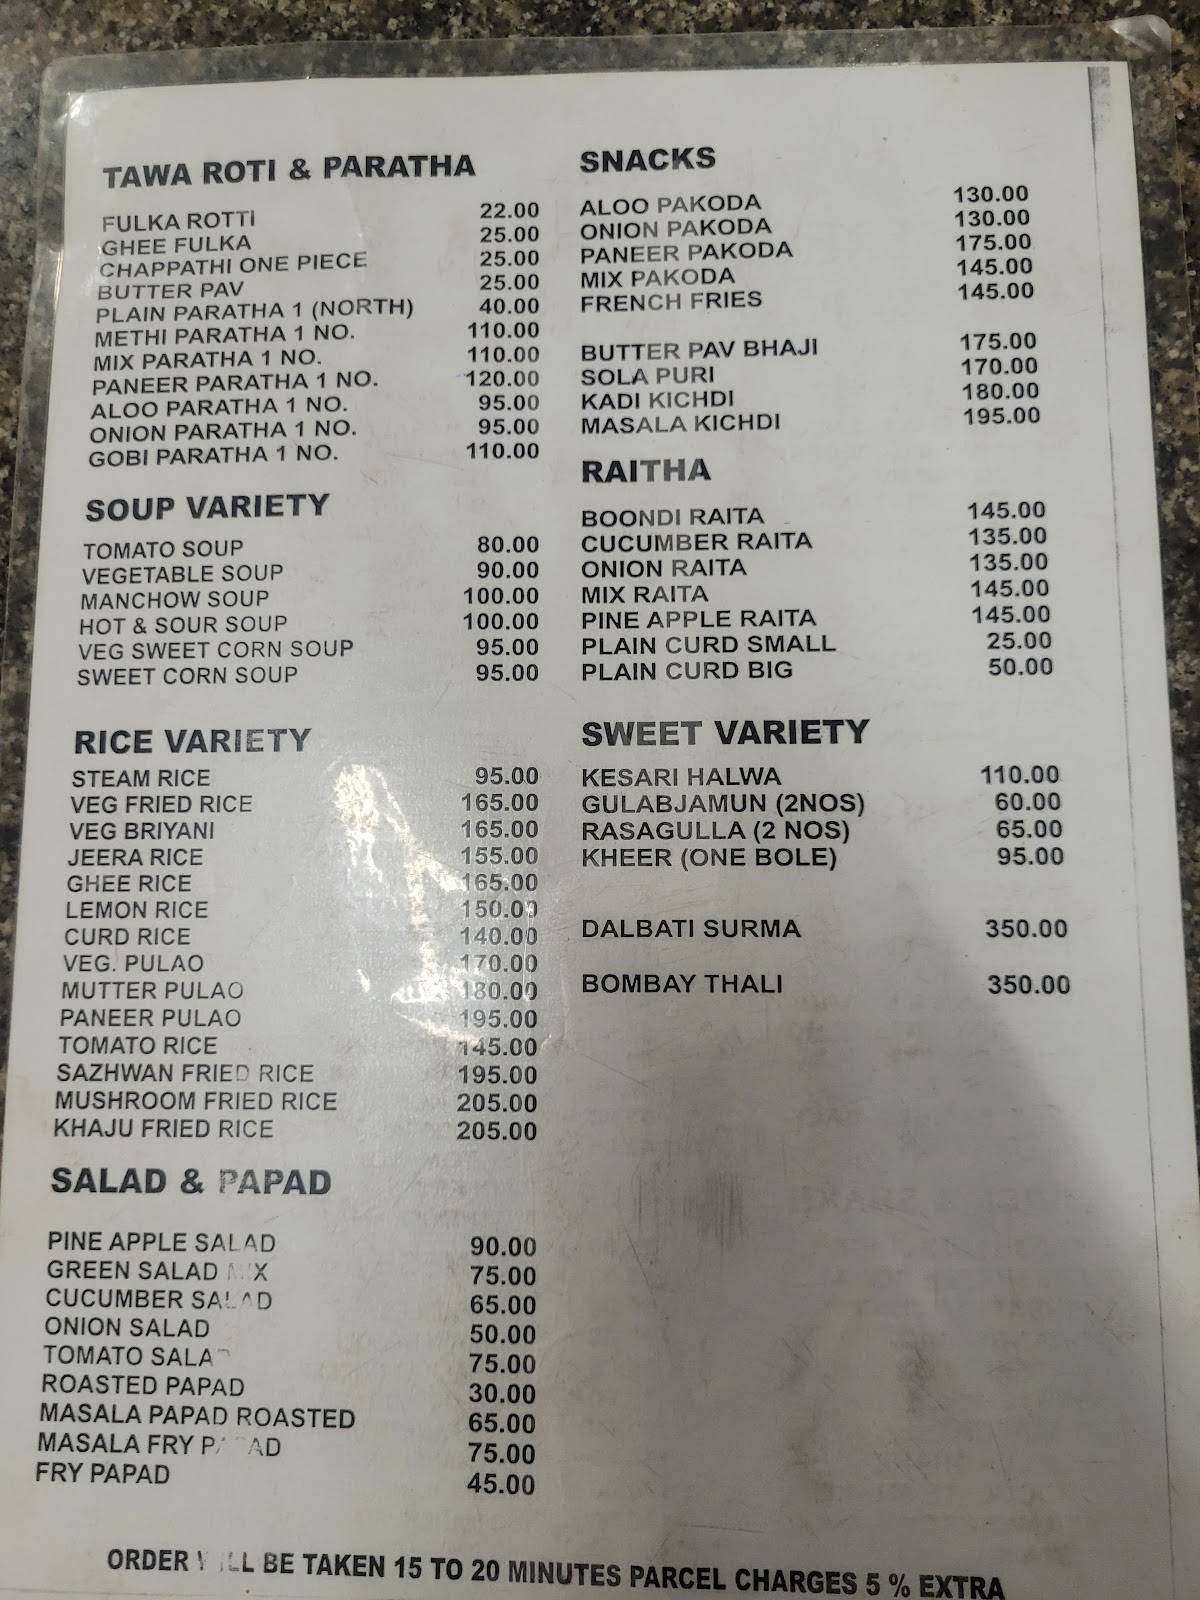 TAWA ROTI & PARATHA
FULKA ROTTI 22.00
GHEE FULKA 25.00
CHAPPATHI ONE PIECE 25.00
BUTTER PAV 25.00
PLAIN PARATHA 1 (NORTH) 40.00
METHI PARATHA 1 NO. 110.00
MIX PARATHA 1 NO. 110.00
PANEER PARATHA 1 NO. 120.00
ALOO PARATHA 1 NO. 95.00
ONION PARATHA 1 NO. 95.00
GOBI PARATHA 1 NO. 110.00
SOUP VARIETY
TOMATO SOUP 80.00
VEGETABLE SOUP 90.00
MANCHOW SOUP 100.00
HOT & SOUR SOUP 100.00
VEG SWEET CORN SOUP 95.00
SWEET CORN SOUP 95.00
RICE VARIETY
STEAM RICE 95.00
VEG FRIED RICE 165.00
VEG BRIYANI 165.00
JEERA RICE 155.00
GHEE RICE 165.00
LEMON RICE 150.00
CURD RICE 140.00
VEG. PULAO 170.00
MUTTER PULAO 180.00
PANEER PULAO 195.00
TOMATO RICE 145.00
SAZHWAN FRIED RICE 195.00
MUSHROOM FRIED RICE 205.00
KHAJU FRIED RICE 205.00
SALAD & PAPAD
PINE APPLE SALAD 90.00
GREEN SALAD MIX 75.00
CUCUMBER SALAD 65.00
ONION SALAD 50.00
TOMATO SALAD 75.00
ROASTED PAPAD 30.00
MASALA PAPAD ROASTED 65.00
MASALA FRY PAPAD 75.00
FRY PAPAD 45.00
SNACKS
ALOO PAKODA 130.00
ONION PAKODA 130.00
PANEER PAKODA 175.00
MIX PAKODA 145.00
FRENCH FRIES 145.00
BUTTER PAV BHAJI 175.00
SOLA PURI 170.00
KADI KICHDI 180.00
MASALA KICHDI 195.00
RAITHA
BOONDI RAITA 145.00
CUCUMBER RAITA 135.00
ONION RAITA 135.00
MIX RAITA 145.00
PINE APPLE RAITA 145.00
PLAIN CURD SMALL 25.00
PLAIN CURD BIG 50.00
SWEET VARIETY
KESARI HALWA 110.00
GULABJAMUN (2NOS) 60.00
RASAGULLA (2 NOS) 65.00
KHEER (ONE BOLE) 95.00
DALBATI SURMA 350.00
BOMBAY THALI 350.00
ORDER WILL BE TAKEN 15 TO 20 MINUTES PARCEL CHARGES 5 % EXTRA